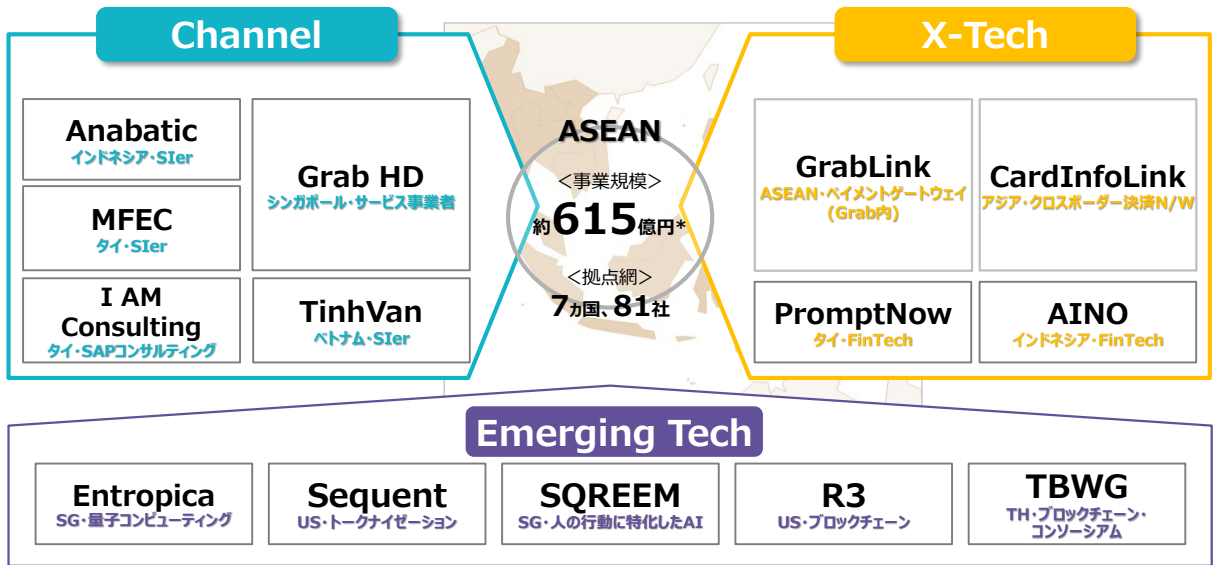 Channel
Anabatic
インドネシア・SIer
MFEC
タイ・SIer
I AM
Consulting
タイ・SAPコンサルティング
Grab HD
シンガポール・サービス事業者
TinhVan
ベトナム・SIer
ASEAN
＜事業規模＞
約615億円*
＜拠点網＞
7ヵ国、81社
X-Tech
GrabLink
ASEAN・ペイメントゲートウェイ
(Grab内)
CardInfoLink
アジア・クロスボーダー決済N/W
PromptNow
タイ・FinTech
AINO
インドネシア・FinTech
Emerging Tech
Entropica
SG・量子コンピューティング
Sequent
US・トークナイゼーション
SQREEM
SG・人の行動に特化したAI
R3
US・ブロックチェーン
TBWG
TH・ブロックチェーン・
コンソーシアム